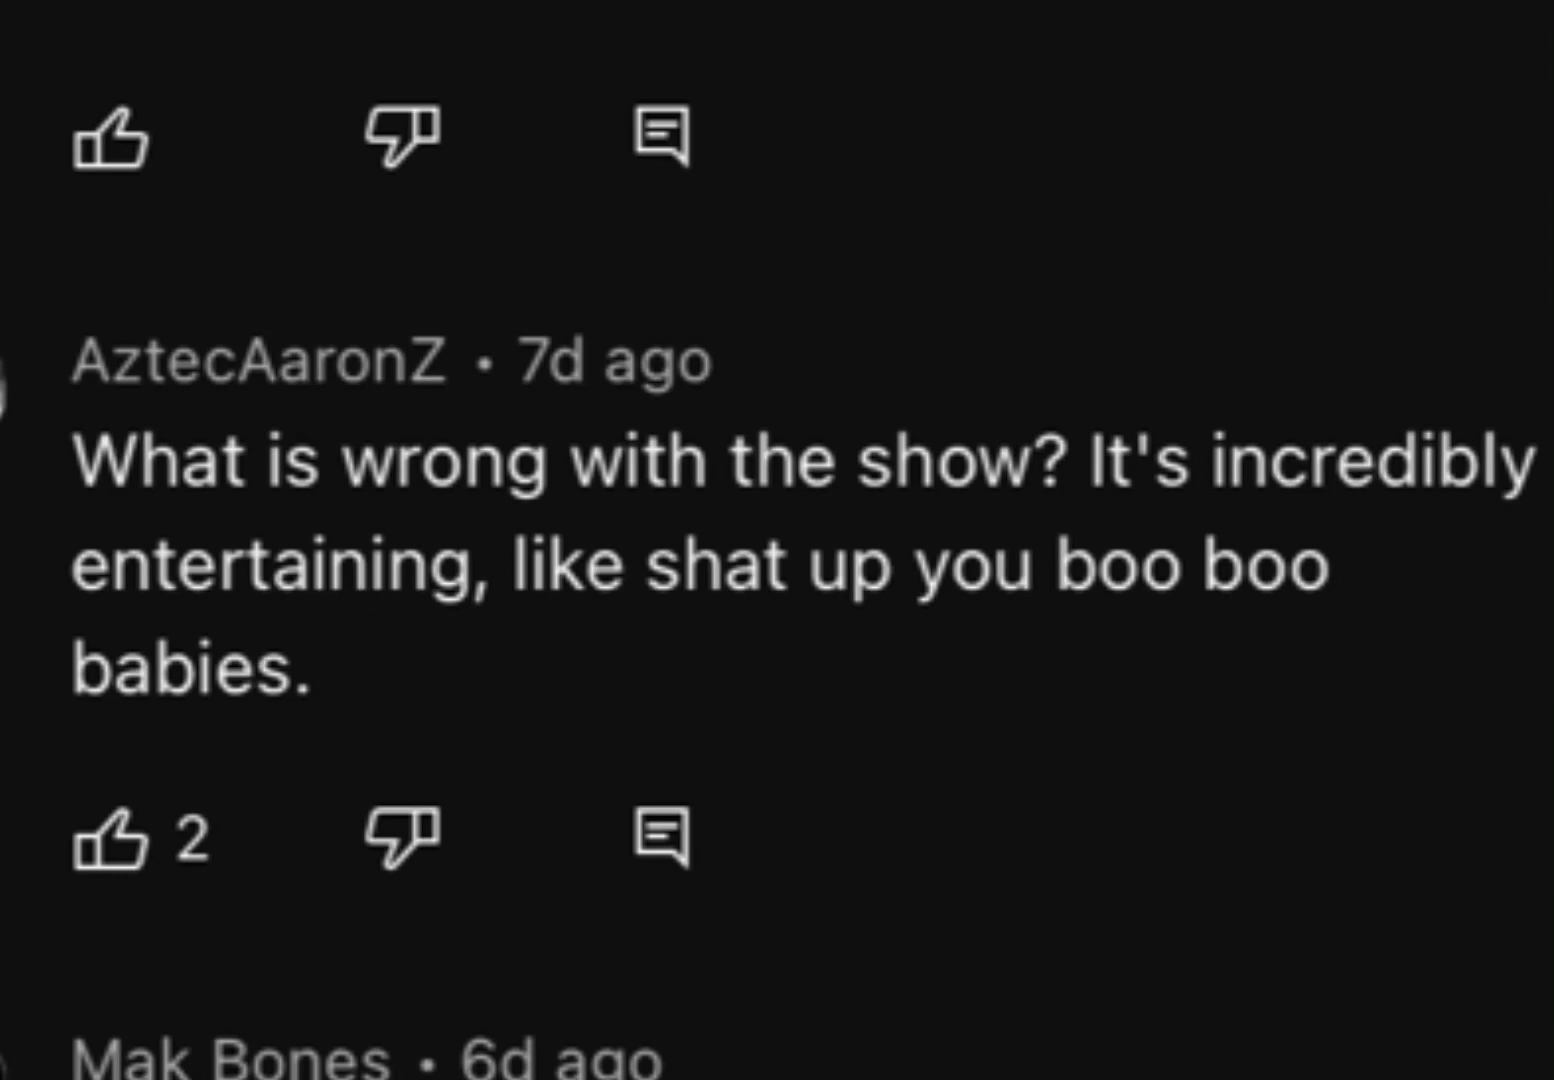 AztecAaronZ • 7d ago
What is wrong with the show? It's incredibly
entertaining, like shat up you boo boo
babies.
2
Mak Bones • 6d ago